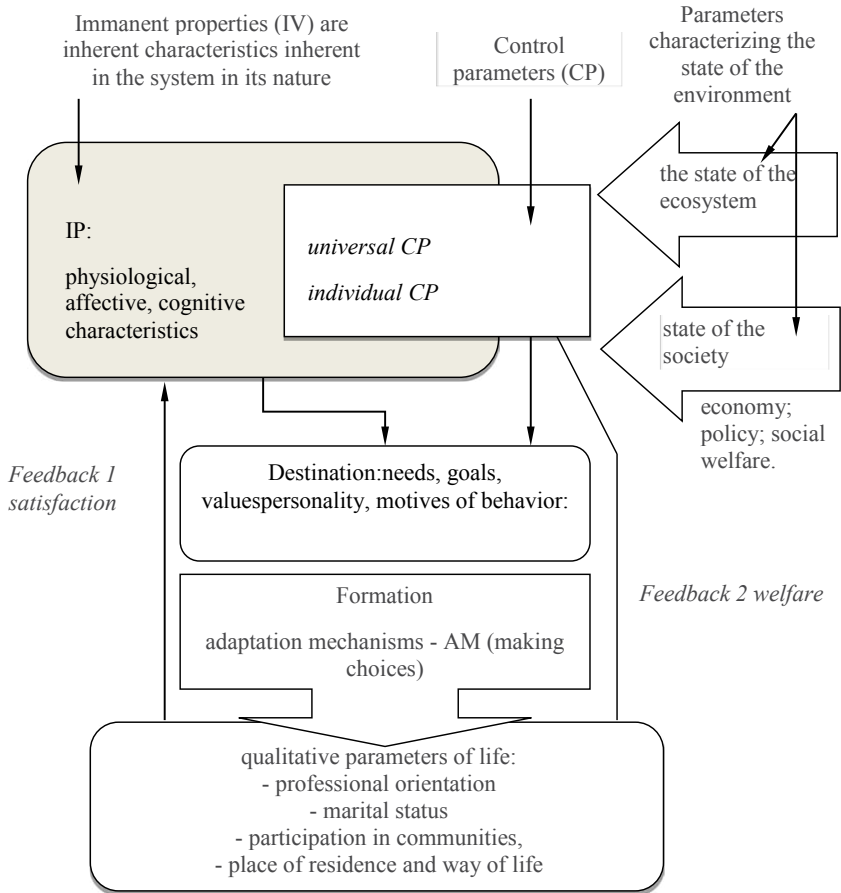 Immanent properties (IV) are
inherent characteristics inherent
in the system in its nature
Control
parameters (CP)
Parameters
characterizing the
state of the
environment
the state of the
ecosystem
IP:
physiological,
affective, cognitive
characteristics
universal CP
individual CP
state of the
society
economy;
policy; social
welfare.
Feedback 1
satisfaction
Destination:needs, goals,
valuespersonality, motives of behavior:
Formation
adaptation mechanisms - AM (making
choices)
Feedback 2 welfare
qualitative parameters of life:
- professional orientation
- marital status
- participation in communities,
- place of residence and way of life